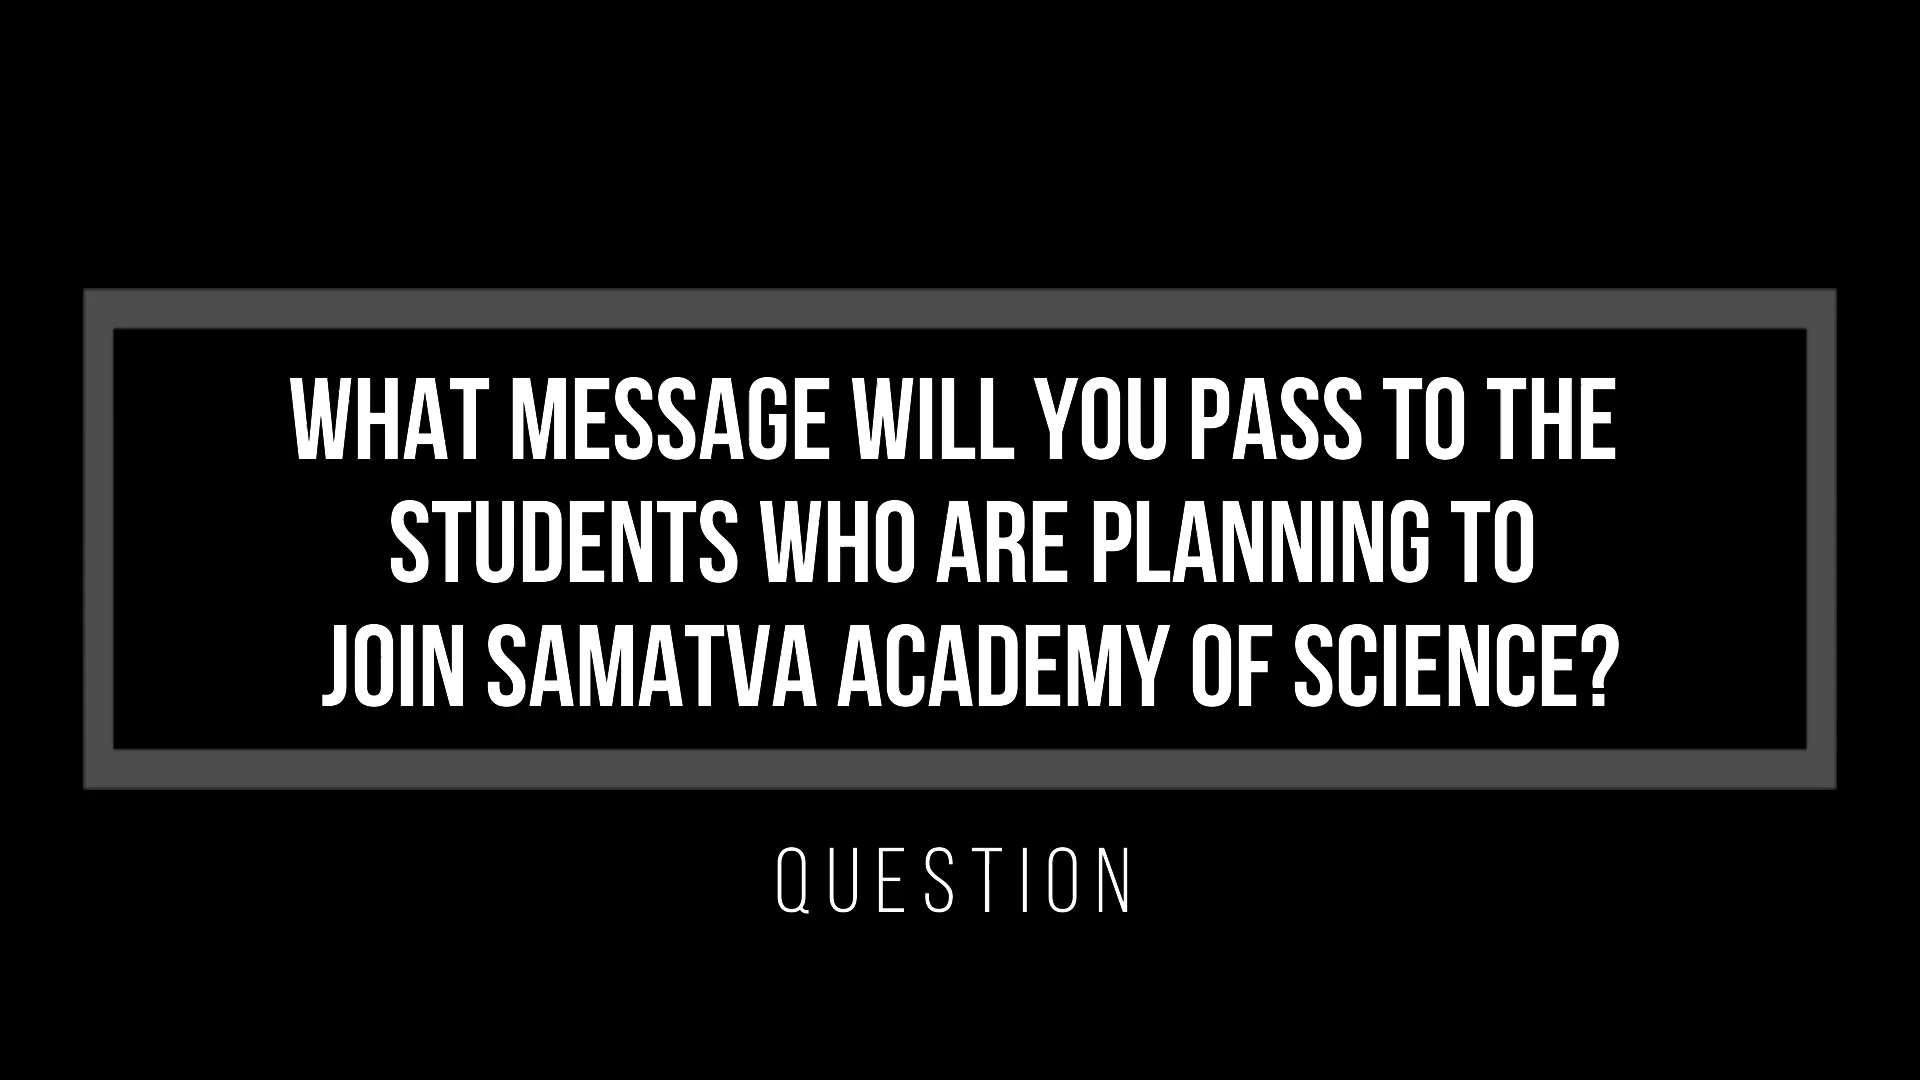 WHAT MESSAGE WILL YOU PASS TO THE
STUDENTS WHO ARE PLANNING TO
JOIN SAMATVA ACADEMY OF SCIENCE?
QUESTION